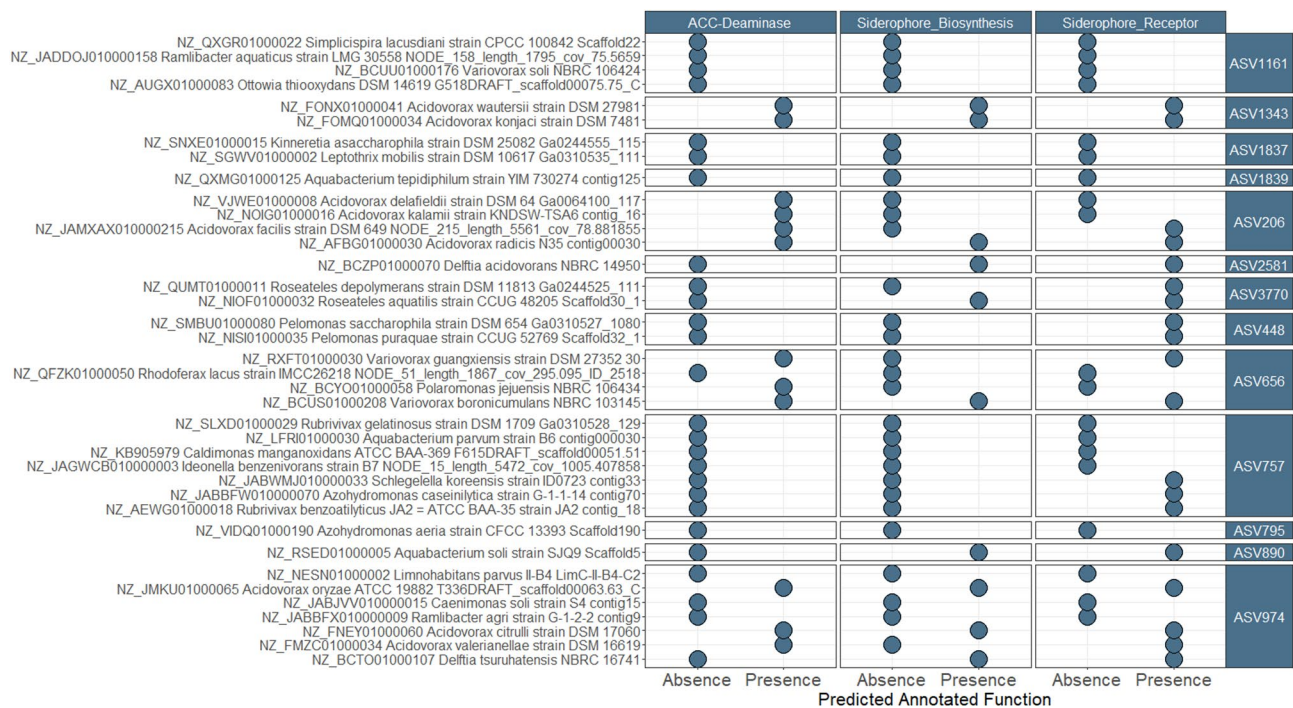 ACC-Deaminase Siderophore_Biosynthesis Siderophore_Receptor
NZ_QXGR01000022 Simplicispira lacusdiani strain CPCC 100842 Scaffold22
NZ_JADDOJ010000158 Ramlibacter aquaticus strain LMG 30558 NODE_158_length_1795_cov_75.5659
NZ_BCUU01000176 Variovorax soli NBRC 106424
NZ_AUGX01000083 Ottowia thiooxydans DSM 14619 G518DRAFT_scaffold00075.75_C
ASV1161
NZ_FONX01000041 Acidovorax wautersii strain DSM 27981
NZ_FOMQ01000034 Acidovorax konjaci strain DSM 7481
ASV1343
NZ_SNXE01000015 Kinneretia asaccharophila strain DSM 25082 Ga0244555_115
NZ_SGWV01000002 Leptothrix mobilis strain DSM 10617 Ga0310535_111
ASV1837
NZ_QXMG01000125 Aquabacterium tepidiphilum strain YIM 730274 contig125
ASV1839
NZ_VJWE01000008 Acidovorax delafieldii strain DSM 64 Ga0064100_117
NZ_NOIG01000016 Acidovorax kalamii strain KNDSW-TSA6 contig_16
NZ_JAMXAX010000215 Acidovorax facilis strain DSM 649 NODE_215_length_5561_cov_78.881855
NZ_AFBG01000030 Acidovorax radicis N35 contig00030
ASV206
NZ_BCZP01000070 Delftia acidovorans NBRC 14950
ASV2581
NZ_QUMT01000011 Roseateles depolymerans strain DSM 11813 Ga0244525_111
NZ_NIOF01000032 Roseateles aquatilis strain CCUG 48205 Scaffold30_1
ASV3770
NZ_SMBU01000080 Pelomonas saccharophila strain DSM 654 Ga0310527_1080
NZ_NISI01000035 Pelomonas puraquae strain CCUG 52769 Scaffold32_1
ASV448
NZ_RXFT01000030 Variovorax guangxiensis strain DSM 27352 30
NZ_QFZK01000050 Rhodoferax lacus strain IMCC26218 NODE_51_length_1867_cov_295.095_ID_2518
NZ_BCYO01000058 Polaromonas jejuensis NBRC 106434
NZ_BCUS01000208 Variovorax boronicumulans NBRC 103145
ASV656
NZ_SLXD01000029 Rubrivivax gelatinosus strain DSM 1709 Ga0310528_129
NZ_LFRI01000030 Aquabacterium parvum strain B6 contig000030
NZ_KB905979 Caldimonas manganoxidans ATCC BAA-369 F615DRAFT_scaffold00051.51
NZ_JAGWCB010000003 Ideonella benzenivorans strain B7 NODE_15_length_5472_cov_1005.407858
NZ_JABWMJ010000033 Schlegelella koreensis strain ID0723 contig33
NZ_JABBFW010000070 Azohydromonas caseinilytica strain G-1-1-14 contig70
NZ_AEWG01000018 Rubrivivax benzoatilyticus JA2 = ATCC BAA-35 strain JA2 contig_18
ASV757
NZ_VIDQ01000190 Azohydromonas aeria strain CFCC 13393 Scaffold190
ASV795
NZ_RSED01000005 Aquabacterium soli strain SJQ9 Scaffold5
ASV890
NZ_NESN01000002 Limnohabitans parvus II-B4 LimC-II-B4-C2
NZ_JMKU01000065 Acidovorax oryzae ATCC 19882 T336DRAFT_scaffold00063.63_C
NZ_JABJVV010000015 Caenimonas soli strain S4 contig15
NZ_JABBFX010000009 Ramlibacter agri strain G-1-2-2 contig9
NZ_FNEY01000060 Acidovorax citrulli strain DSM 17060
NZ_FMZC01000034 Acidovorax valerianellae strain DSM 16619
NZ_BCTO01000107 Delftia tsuruhatensis NBRC 16741
ASV974
Absence Presence Absence Presence Absence Presence
Predicted Annotated Function